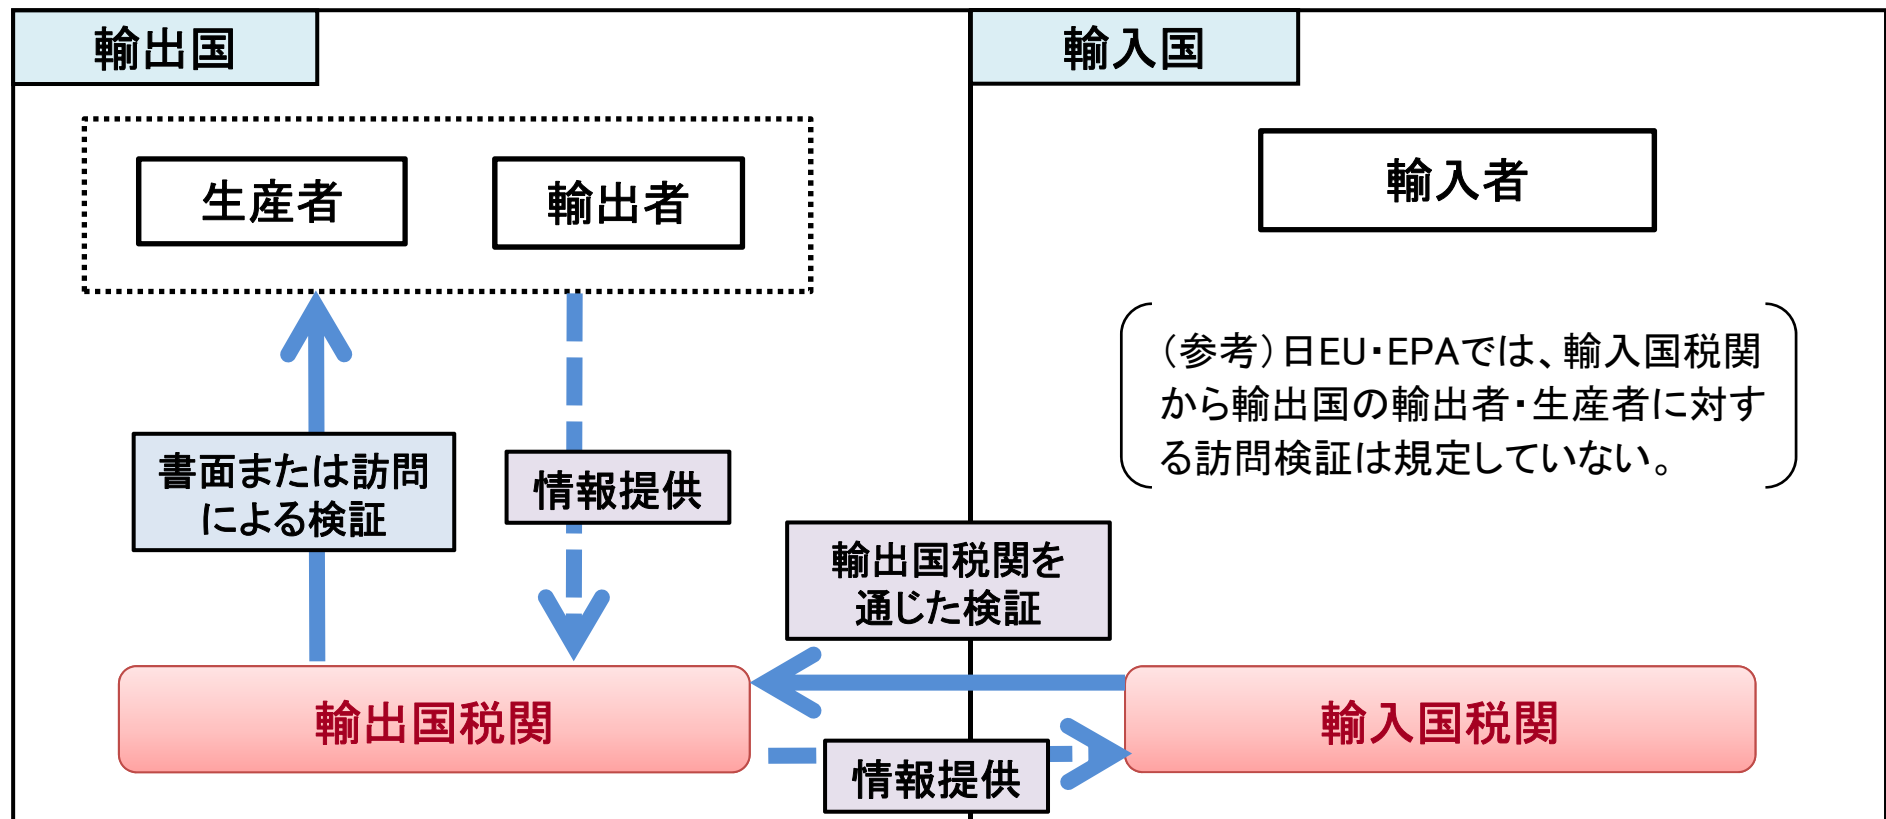 輸出国
輸入国
生産者
輸出者
輸入者
（参考）日EU・EPAでは、輸入国税関
から輸出国の輸出者・生産者に対す
る訪問検証は規定していない。
書面または訪問
による検証
情報提供
輸出国税関を
通じた検証
輸出国税関
輸入国税関
情報提供